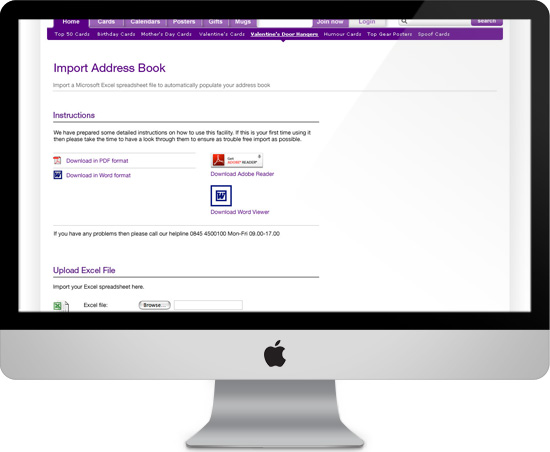 Home Cards Calendars Posters Gifts Mugs Join now Login Search
Top 50 Cards Birthday Cards Mother's Day Cards Valentine's Cards Valentine's Door Hangers Humour Cards Top Gear Posters Spoof Cards
Import Address Book
Import a Microsoft Excel spreadsheet file to automatically populate your address book
Instructions
We have prepared some detailed instructions on how to use this facility. If this is your first time using it
then please take the time to have a look through them to ensure as trouble free import as possible.
Download in PDF format
Visit
ADOBE® READER®
Download in Word format
Download Adobe Reader
W
Download Word Viewer
If you have any problems then please call our helpline 0845 4500100 Mon-Fri 09.00-17.00
Upload Excel File
Import your Excel spreadsheet here.
Excel file: Browse...